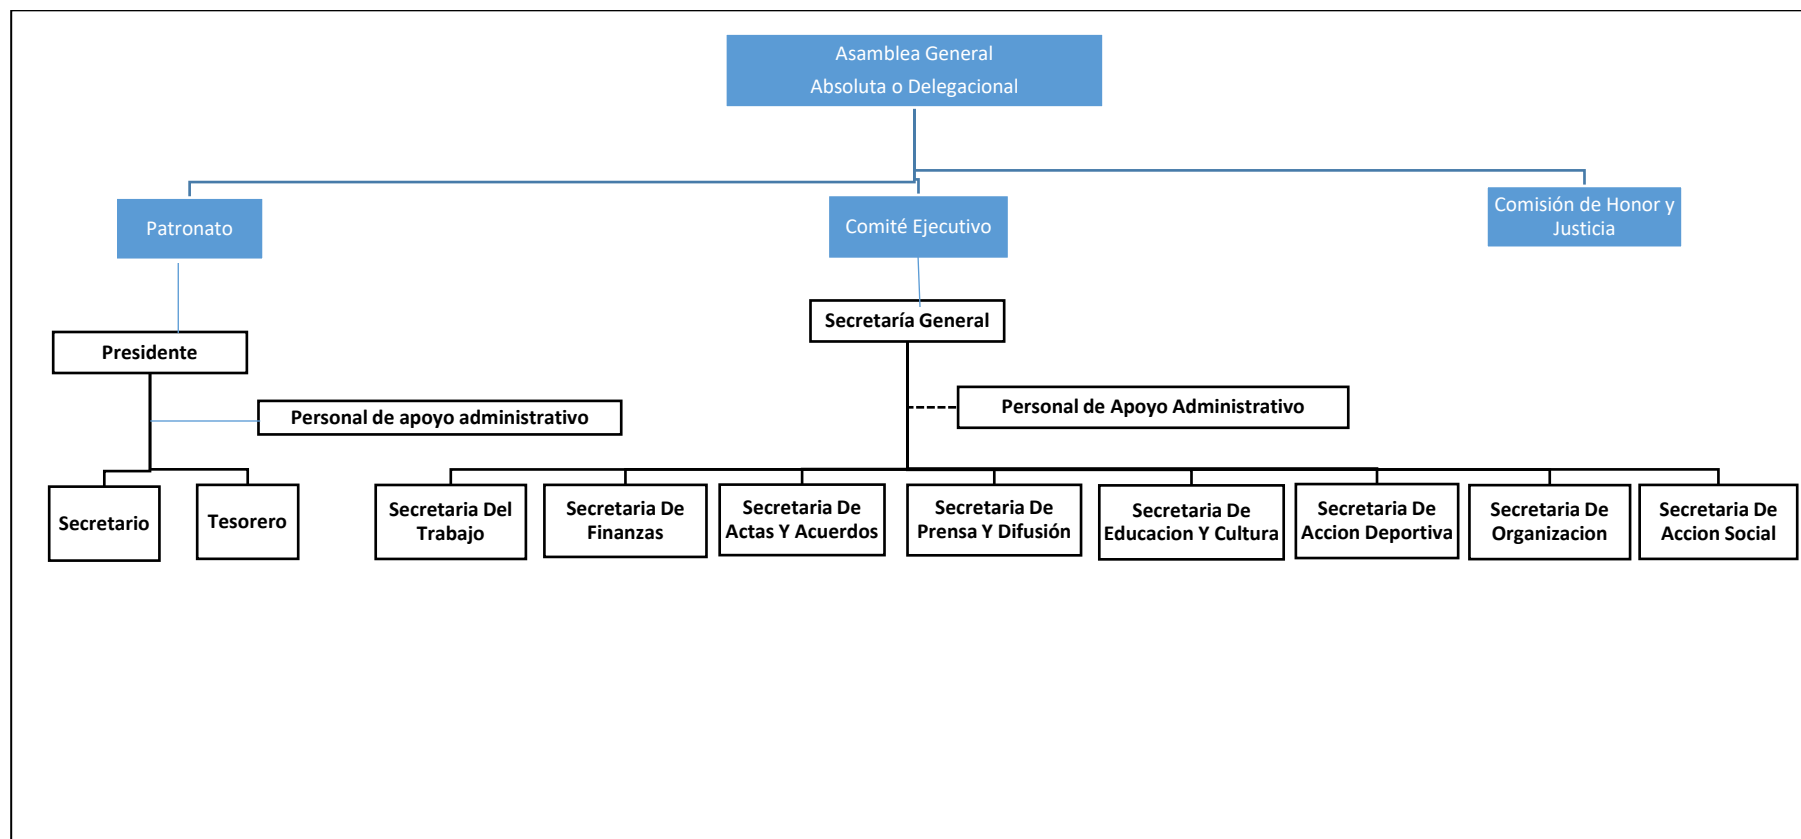 Asamblea General
Absoluta o Delegacional
Patronato
Comité Ejecutivo
Comisión de Honor y
Justicia
Secretaría General
Presidente
Personal de apoyo administrativo
Personal de Apoyo Administrativo
Secretario
Tesorero
Secretaria Del
Trabajo
Secretaria De
Finanzas
Secretaria De
Actas Y Acuerdos
Secretaria De
Prensa Y Difusión
Secretaria De
Educacion Y Cultura
Secretaria De
Accion Deportiva
Secretaria De
Organizacion
Secretaria De
Accion Social